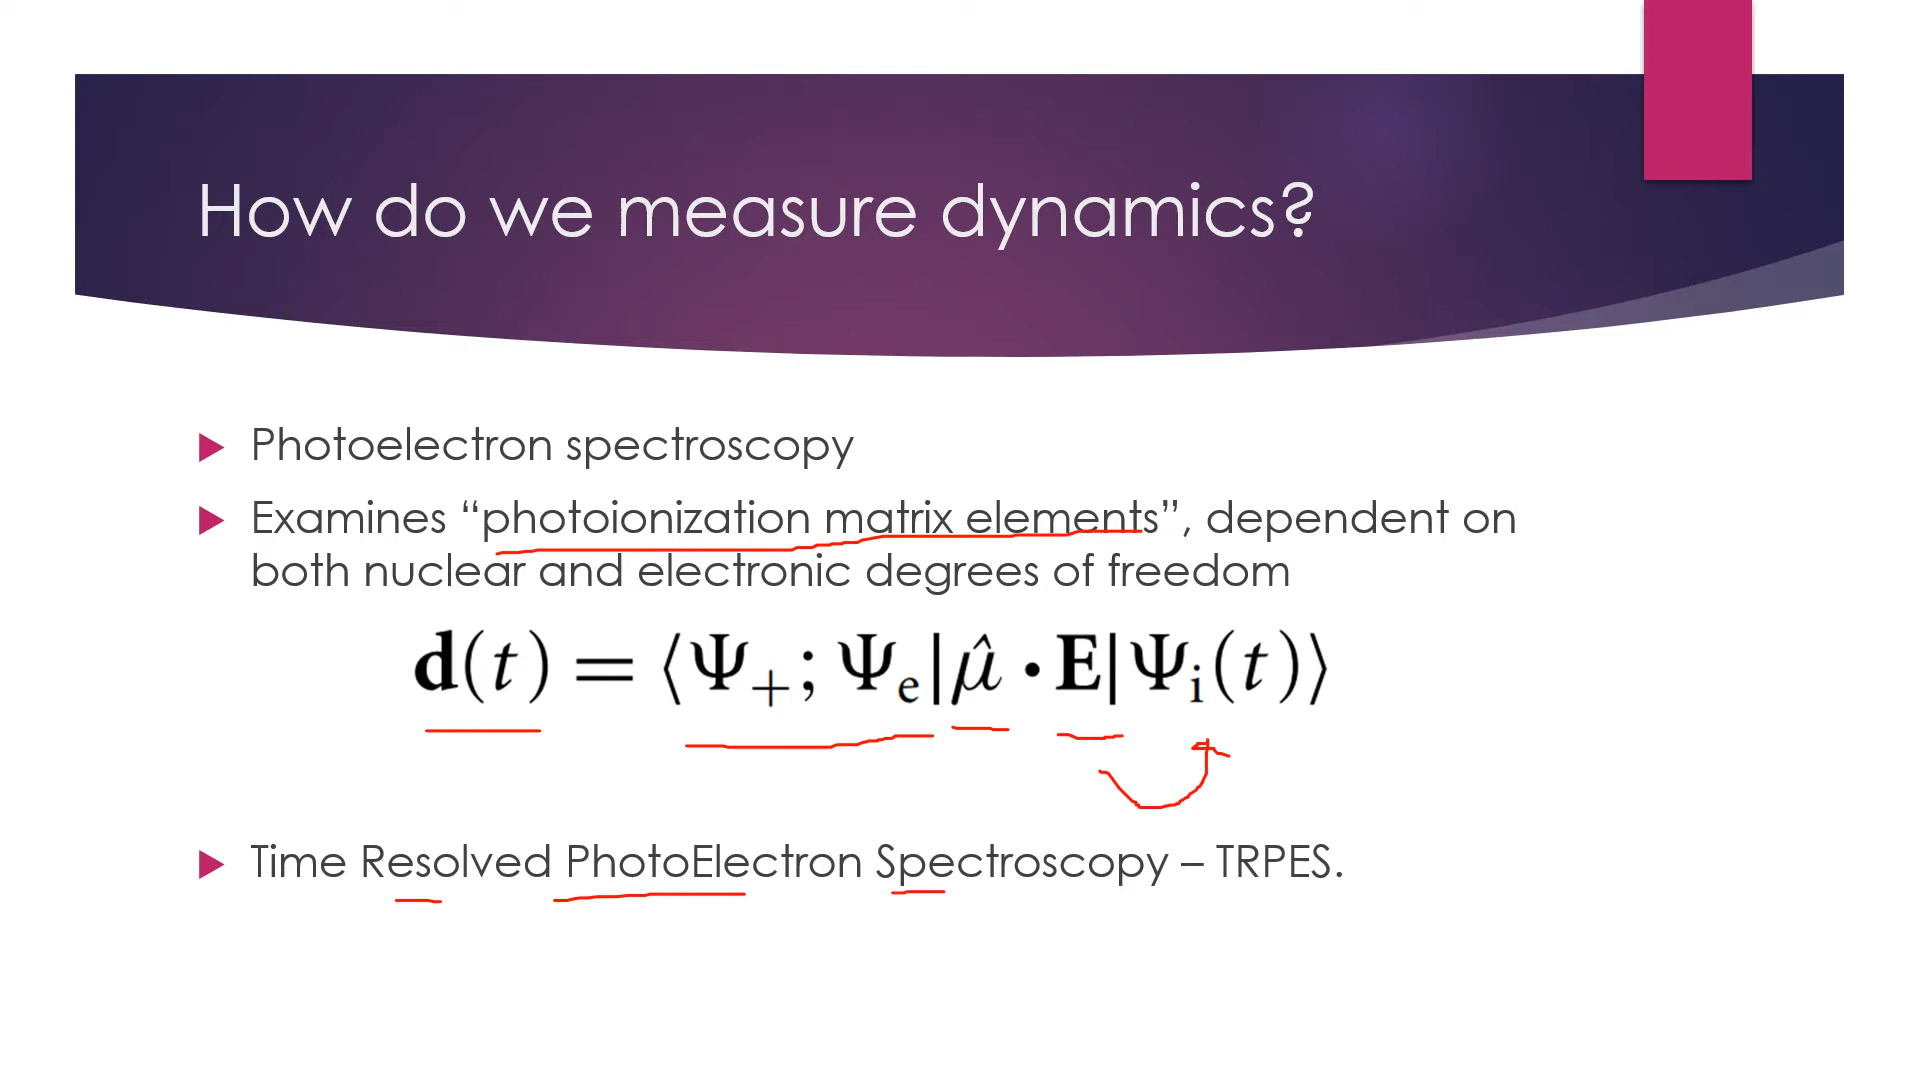 How do we measure dynamics?
Photoelectron spectroscopy
Examines “photoionization matrix elements”, dependent on
both nuclear and electronic degrees of freedom
d(t) = ⟨Ψ₊; Ψₑ|μ̂ • E|Ψᵢ(t)⟩
Time Resolved PhotoElectron Spectroscopy – TRPES.